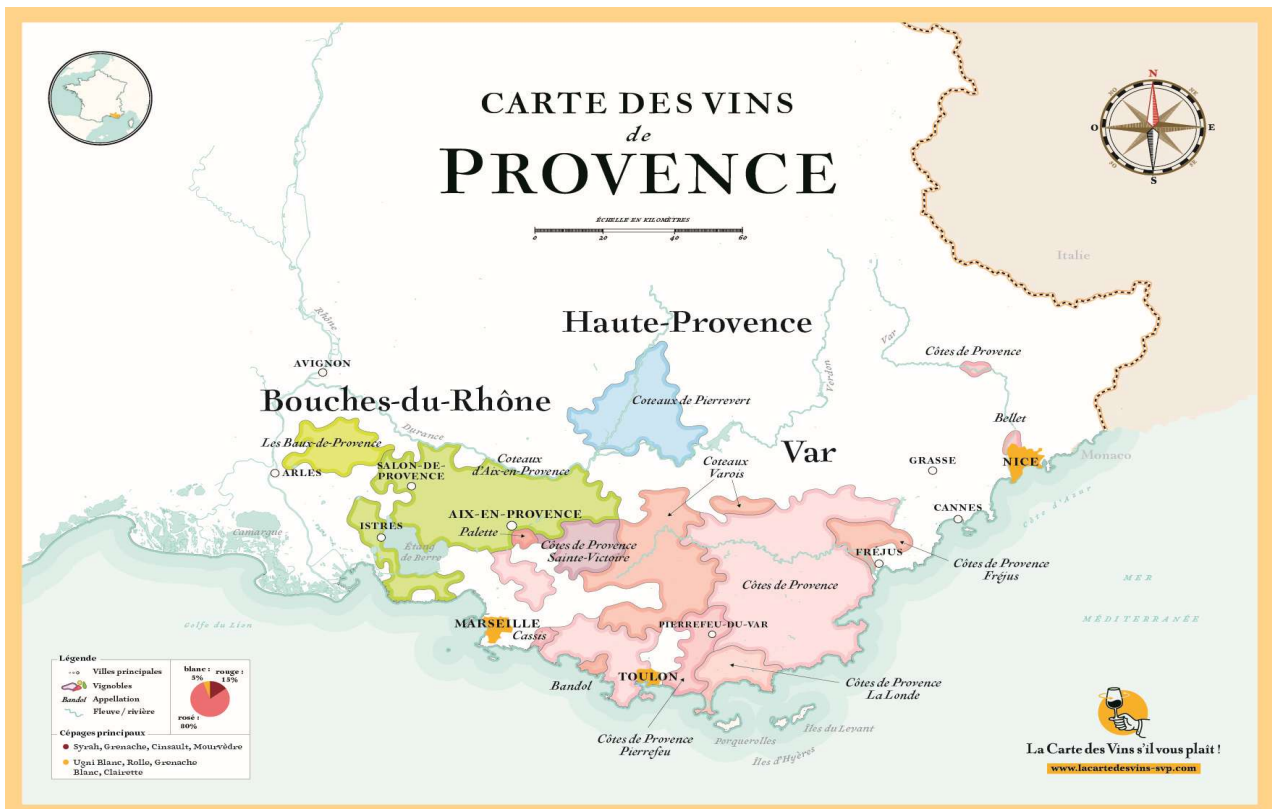 CARTE DES VINS
de
PROVENCE
ÉCHELLE EN KILOMÈTRES
0 20 40 60
N
NE
E
SE
S
SO
O
NO
Italie
Haute-Provence
Rhône
Var
Verdon
Côtes de Provence
AVIGNON
Bouches-du-Rhône
Coteaux de Pierrevert
Durance
Bellet
Les Baux-de-Provence
Var
ARLES
SALON-DE-
PROVENCE
Coteaux
d'Aix-en-Provence
Coteaux
Varois
GRASSE
NICE
Monaco
Côte d'Azur
CANNES
AIX-EN-PROVENCE
ISTRES
Palette
Camargue
Étang
de Berre
Côtes de Provence
Sainte-Victoire
FRÉJUS
Côtes de Provence
Fréjus
Côtes de Provence
MER
MÉDITERRANÉE
Golfe du Lion
MARSEILLE
Cassis
PIERREFEU-DU-VAR
Bandol
TOULON
Côtes de Provence
La Londe
Côtes de Provence
Pierrefeu
Porquerolles
Îles du Levant
Îles d'Hyères
Légende
Villes principales
Vignobles
Bandol Appellation
Fleuve / rivière
blanc :
5%
rouge :
15%
rosé :
80%
Cépages principaux
Syrah, Grenache, Cinsault, Mourvèdre
Ugni Blanc, Rolle, Grenache
Blanc, Clairette
La Carte des Vins s'il vous plaît !
www.lacartedesvins-svp.com